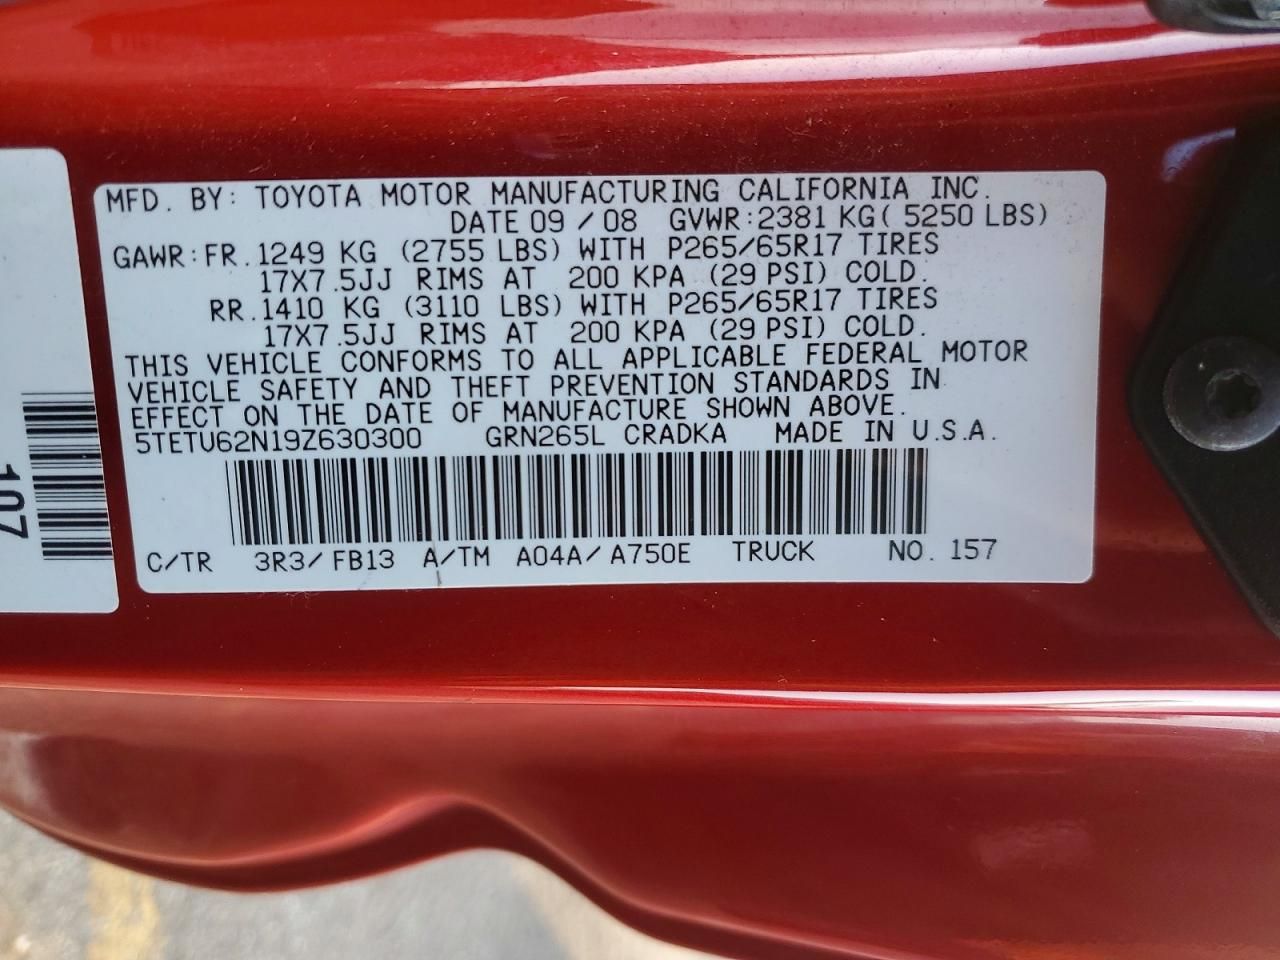 MFD. BY: TOYOTA MOTOR MANUFACTURING CALIFORNIA INC.
DATE 09 / 08 GVWR: 2381 KG( 5250 LBS)
GAWR: FR. 1249 KG (2755 LBS) WITH P265/65R17 TIRES
17X7.5JJ RIMS AT 200 KPA (29 PSI) COLD.
RR. 1410 KG (3110 LBS) WITH P265/65R17 TIRES
17X7.5JJ RIMS AT 200 KPA (29 PSI) COLD.
THIS VEHICLE CONFORMS TO ALL APPLICABLE FEDERAL MOTOR
VEHICLE SAFETY AND THEFT PREVENTION STANDARDS IN
EFFECT ON THE DATE OF MANUFACTURE SHOWN ABOVE.
5TETU62N19Z630300 GRN265L CRADKA MADE IN U.S.A.
C/TR 3R3/ FB13 A/TM A04A/ A750E TRUCK NO. 157
107